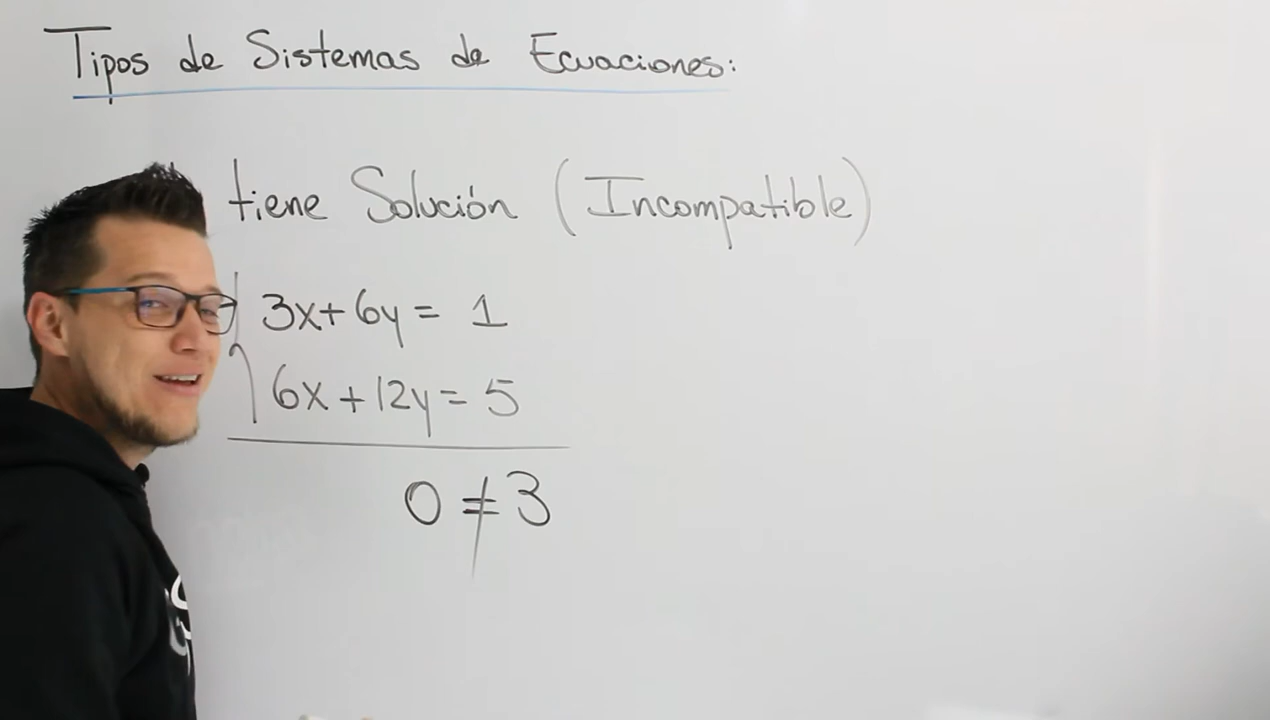 Tipos de Sistemas de Ecuaciones:
tiene Solución (Incompatible)
3x+6y= 1
6x+12y= 5
0 ≠ 3